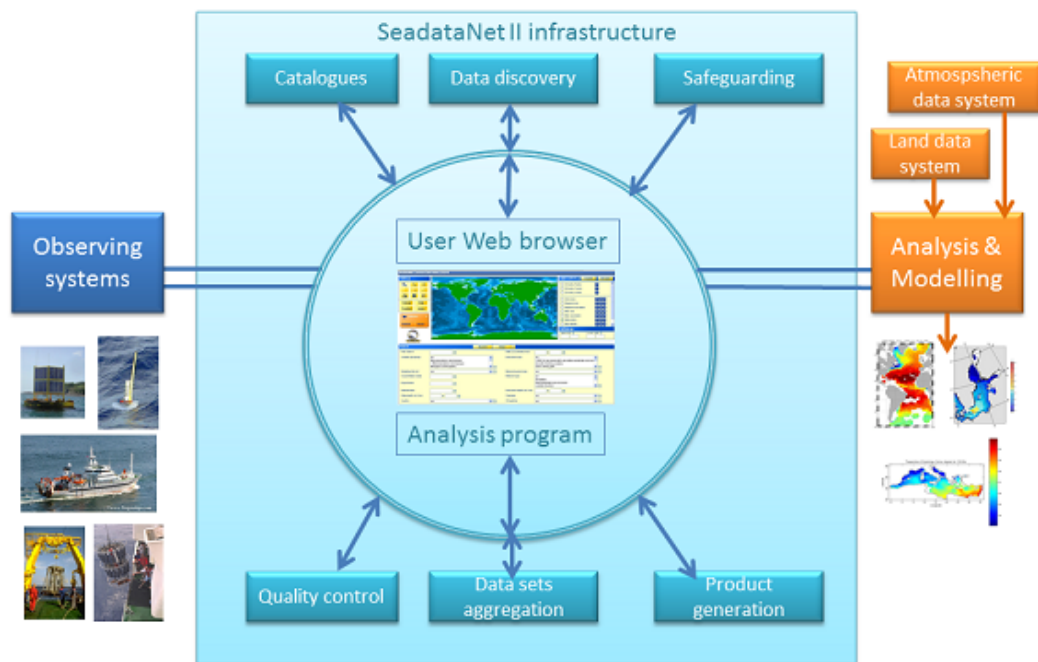 SeadataNet II infrastructure
Catalogues
Data discovery
Safeguarding
Atmospsheric
data system
Land data
system
Observing
systems
User Web browser
Analysis &
Modelling
Analysis program
Quality control
Data sets
aggregation
Product
generation